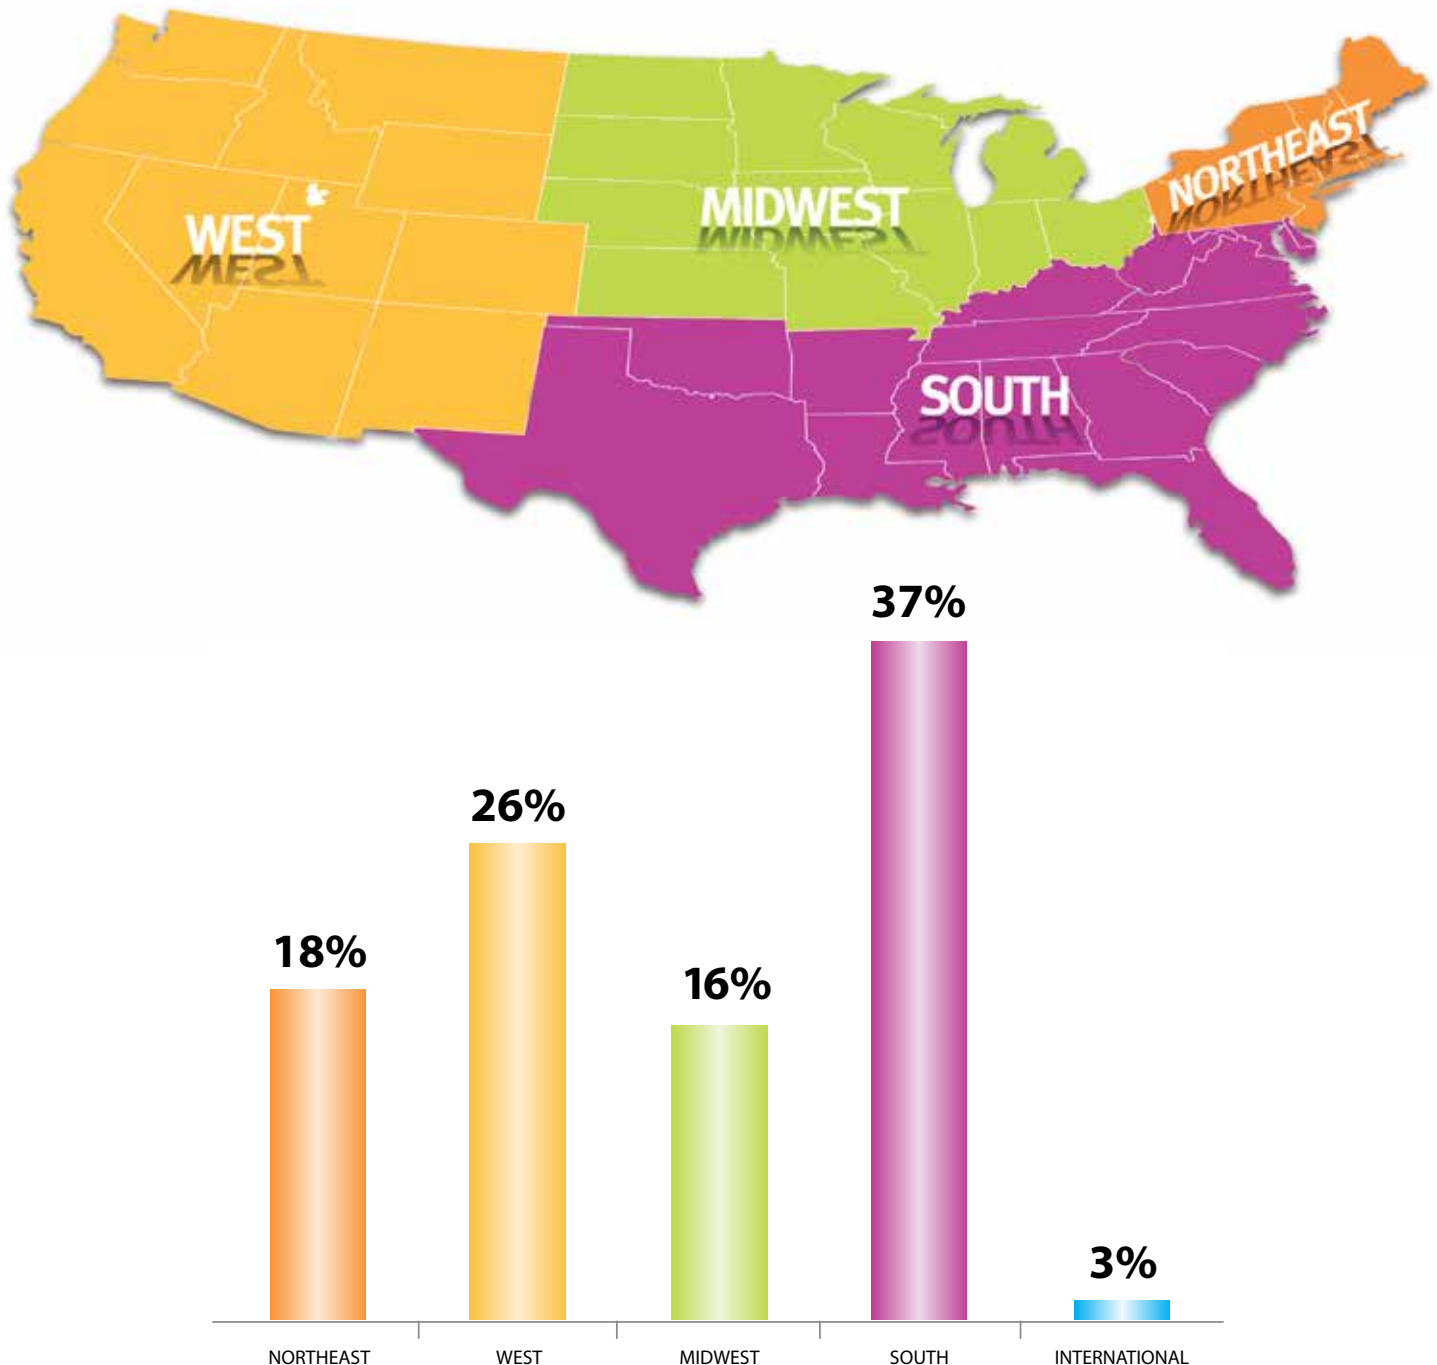 NORTHEAST
MIDWEST
WEST
SOUTH
37%
26%
18%
16%
3%
NORTHEAST WEST MIDWEST SOUTH INTERNATIONAL